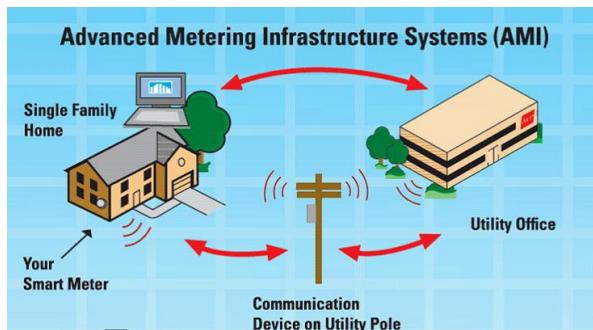 Advanced Metering Infrastructure Systems (AMI)
Single Family
Home
Utility Office
Your
Smart Meter
Communication
Device on Utility Pole